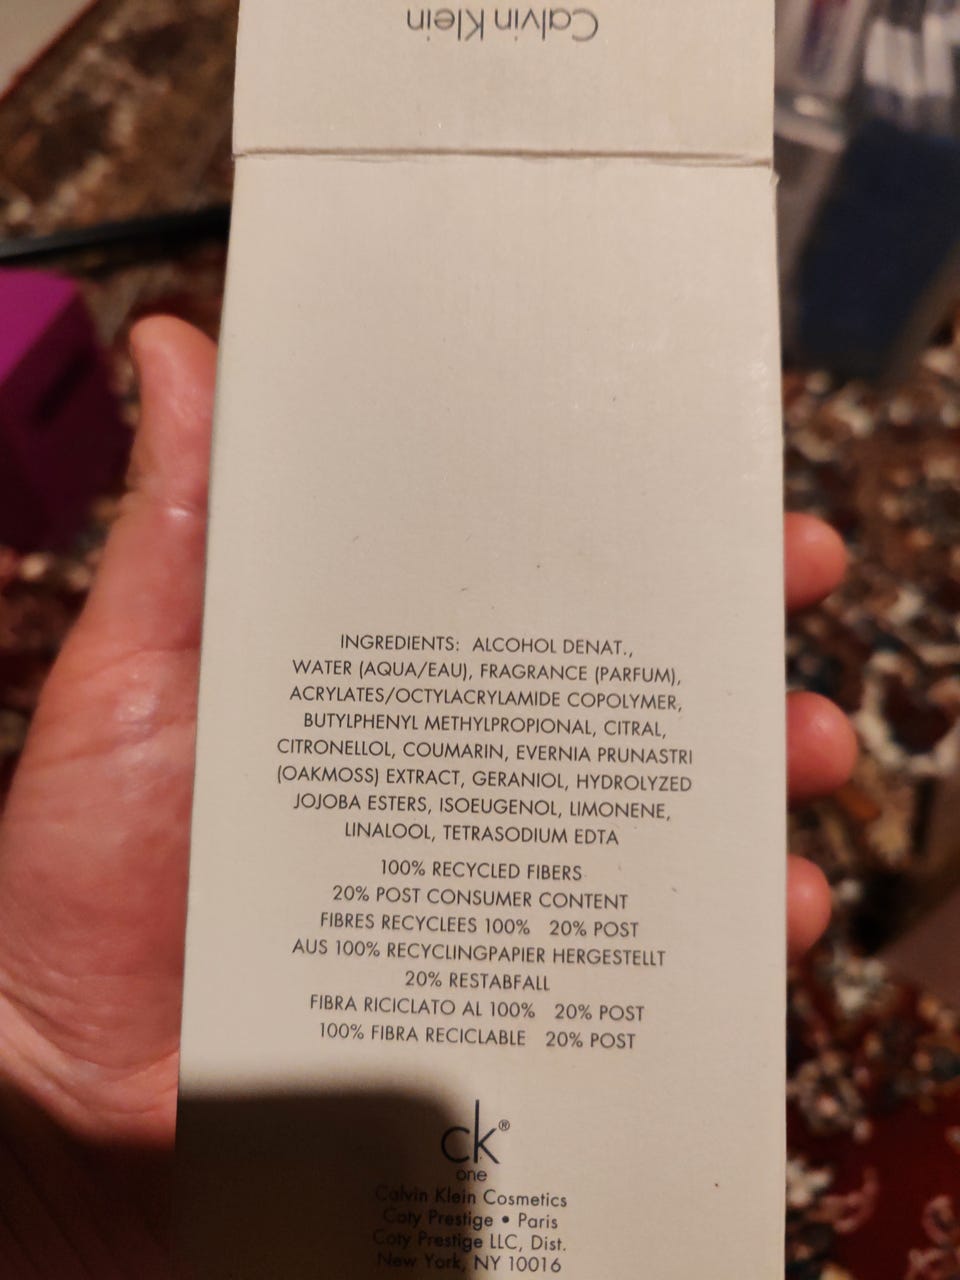 Calvin Klein
INGREDIENTS: ALCOHOL DENAT.,
WATER (AQUA/EAU), FRAGRANCE (PARFUM),
ACRYLATES/OCTYLACRYLAMIDE COPOLYMER,
BUTYLPHENYL METHYLPROPIONAL, CITRAL,
CITRONELLOL, COUMARIN, EVERNIA PRUNASTRI
(OAKMOSS) EXTRACT, GERANIOL, HYDROLYZED
JOJOBA ESTERS, ISOEUGENOL, LIMONENE,
LINALOOL, TETRASODIUM EDTA
100% RECYCLED FIBERS
20% POST CONSUMER CONTENT
FIBRES RECYCLEES 100% 20% POST
AUS 100% RECYCLINGPAPIER HERGESTELLT
20% RESTABFALL
FIBRA RICICLATO AL 100% 20% POST
100% FIBRA RECICLABLE 20% POST
ck®
one
Calvin Klein Cosmetics
Coty Prestige • Paris
Coty Prestige LLC, Dist.
New York, NY 10016